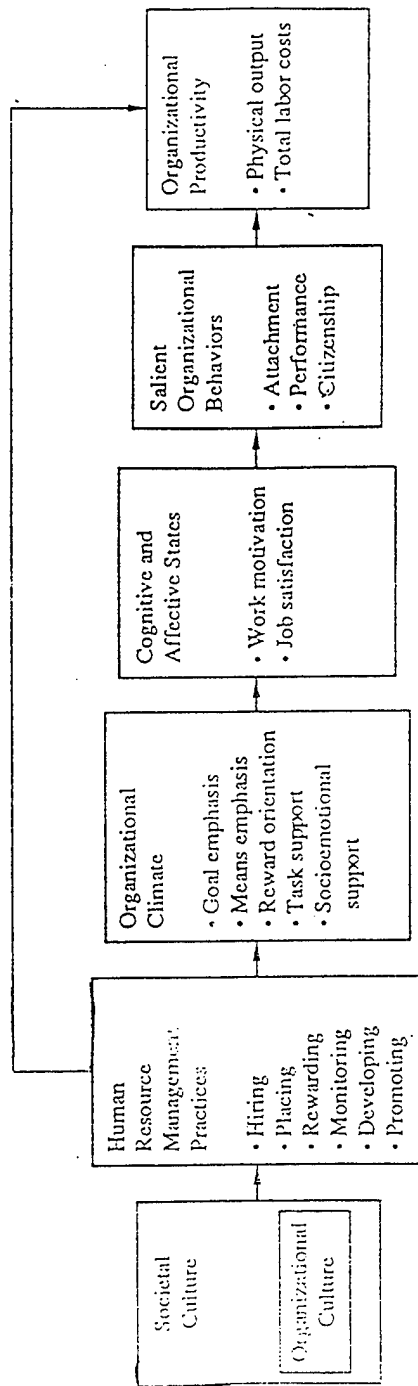 Societal
Culture
Organizational
Culture
Human
Resource
Management
Practices
• Hiring
• Placing
• Rewarding
• Monitoring
• Developing
• Promoting
Organizational
Climate
• Goal emphasis
• Means emphasis
• Reward orientation
• Task support
• Socioemotional
support
Cognitive and
Affective States
• Work motivation
• Job satisfaction
Salient
Organizational
Behaviors
• Attachment
• Performance
• Citizenship
Organizational
Productivity
• Physical output
• Total labor costs